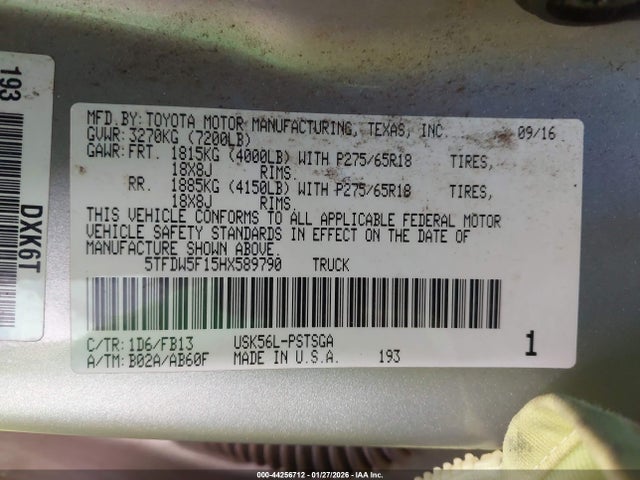 193
DXK6T
MFD.BY:TOYOTA MOTOR MANUFACTURING, TEXAS, INC. 09/16
GVWR:3270KG (7200LB)
GAWR:FRT. 1815KG (4000LB) WITH P275/65R18 TIRES,
18X8J RIMS,
RR. 1885KG (4150LB) WITH P275/65R18 TIRES,
18X8J RIMS,
THIS VEHICLE CONFORMS TO ALL APPLICABLE FEDERAL MOTOR
VEHICLE SAFETY STANDARDS IN EFFECT ON THE DATE OF
MANUFACTURE SHOWN ABOVE.
5TFDW5F15HX589790 TRUCK
C/TR:1D6/FB13 USK56L-PSTSGA
A/TM:B02A/AB60F MADE IN U.S.A. 193
1
000-44256712 - 01/27/2026 - IAA Inc.